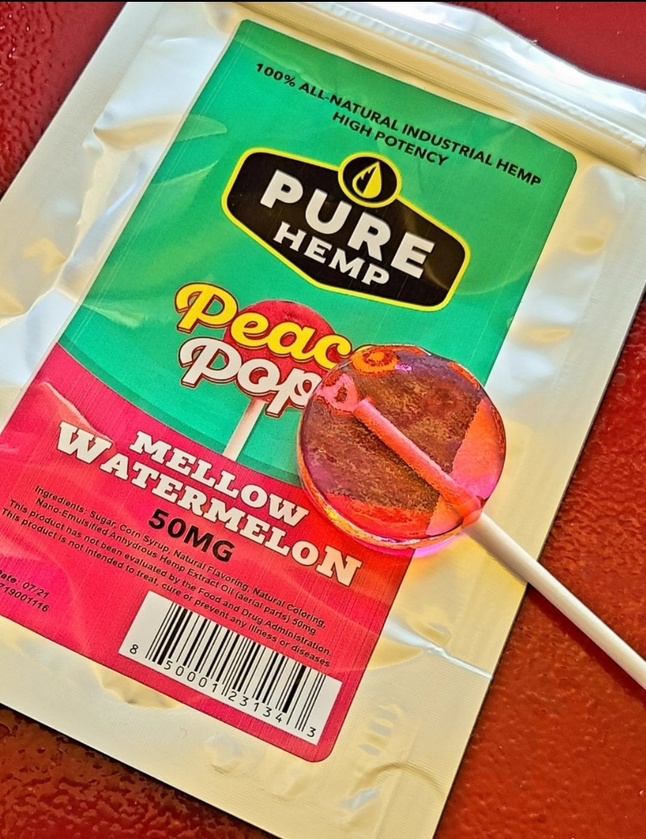 100% ALL-NATURAL INDUSTRIAL HEMP
HIGH POTENCY
PURE
HEMP
Peac
Pop
MELLOW
WATERMELON
50MG
Ingredients: Sugar, Corn Syrup, Natural Flavoring, Natural Coloring,
Nano-Emulsified Anhydrous Hemp Extract Oil (aerial parts) 50mg
This product has not been evaluated by the Food and Drug Administration.
This product is not intended to treat, cure or prevent any illness or diseases
ate: 07/21
719001116
8 50001 23134 3